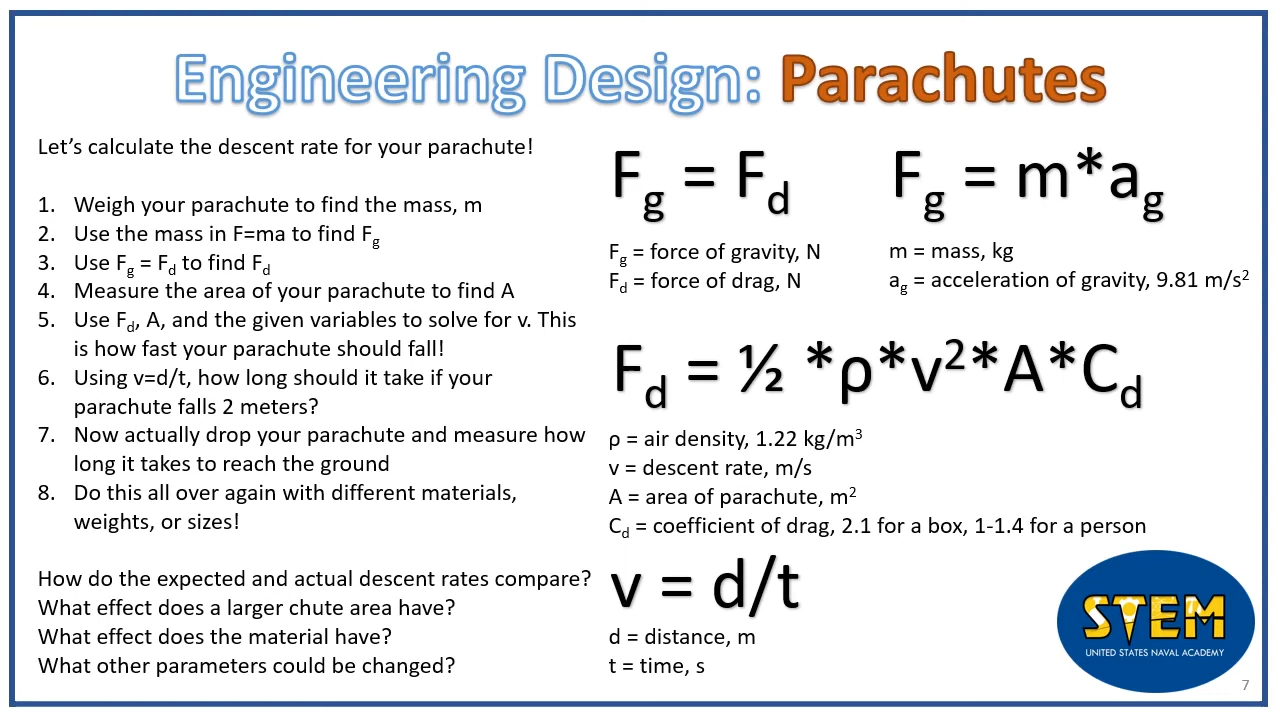 Engineering Design: Parachutes
Let’s calculate the descent rate for your parachute!
1. Weigh your parachute to find the mass, m
2. Use the mass in F=ma to find Fg
3. Use Fg = Fd to find Fd
4. Measure the area of your parachute to find A
5. Use Fd, A, and the given variables to solve for v. This
is how fast your parachute should fall!
6. Using v=d/t, how long should it take if your
parachute falls 2 meters?
7. Now actually drop your parachute and measure how
long it takes to reach the ground
8. Do this all over again with different materials,
weights, or sizes!
How do the expected and actual descent rates compare?
What effect does a larger chute area have?
What effect does the material have?
What other parameters could be changed?
Fg = Fd
Fg = force of gravity, N
Fd = force of drag, N
Fg = m*ag
m = mass, kg
ag = acceleration of gravity, 9.81 m/s²
Fd = ½ *ρ*v²*A*Cd
ρ = air density, 1.22 kg/m³
v = descent rate, m/s
A = area of parachute, m²
Cd = coefficient of drag, 2.1 for a box, 1-1.4 for a person
v = d/t
d = distance, m
t = time, s
STEM
UNITED STATES NAVAL ACADEMY
7